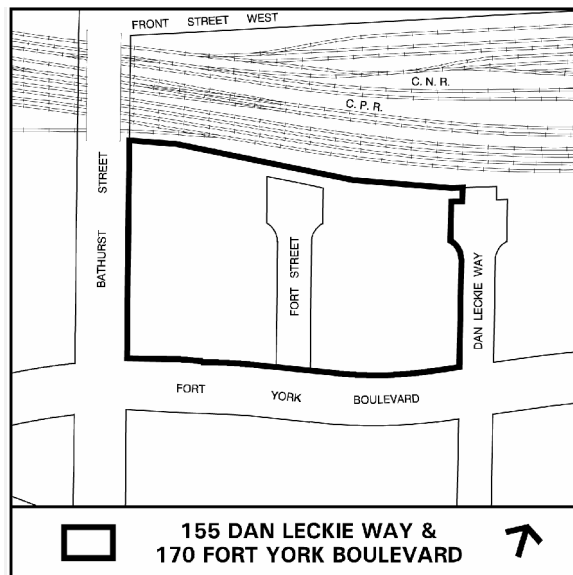 FRONT STREET WEST
C. N. R.
C. P. R.
BATHURST STREET
FORT STREET
DAN LECKIE WAY
FORT YORK BOULEVARD
155 DAN LECKIE WAY &
170 FORT YORK BOULEVARD